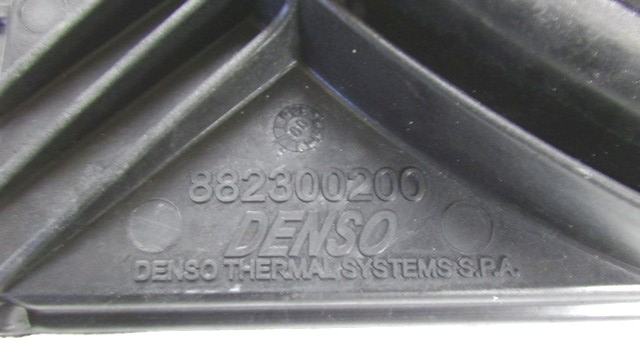 882300200
DENSO
DENSO THERMAL SYSTEMS S.P.A.